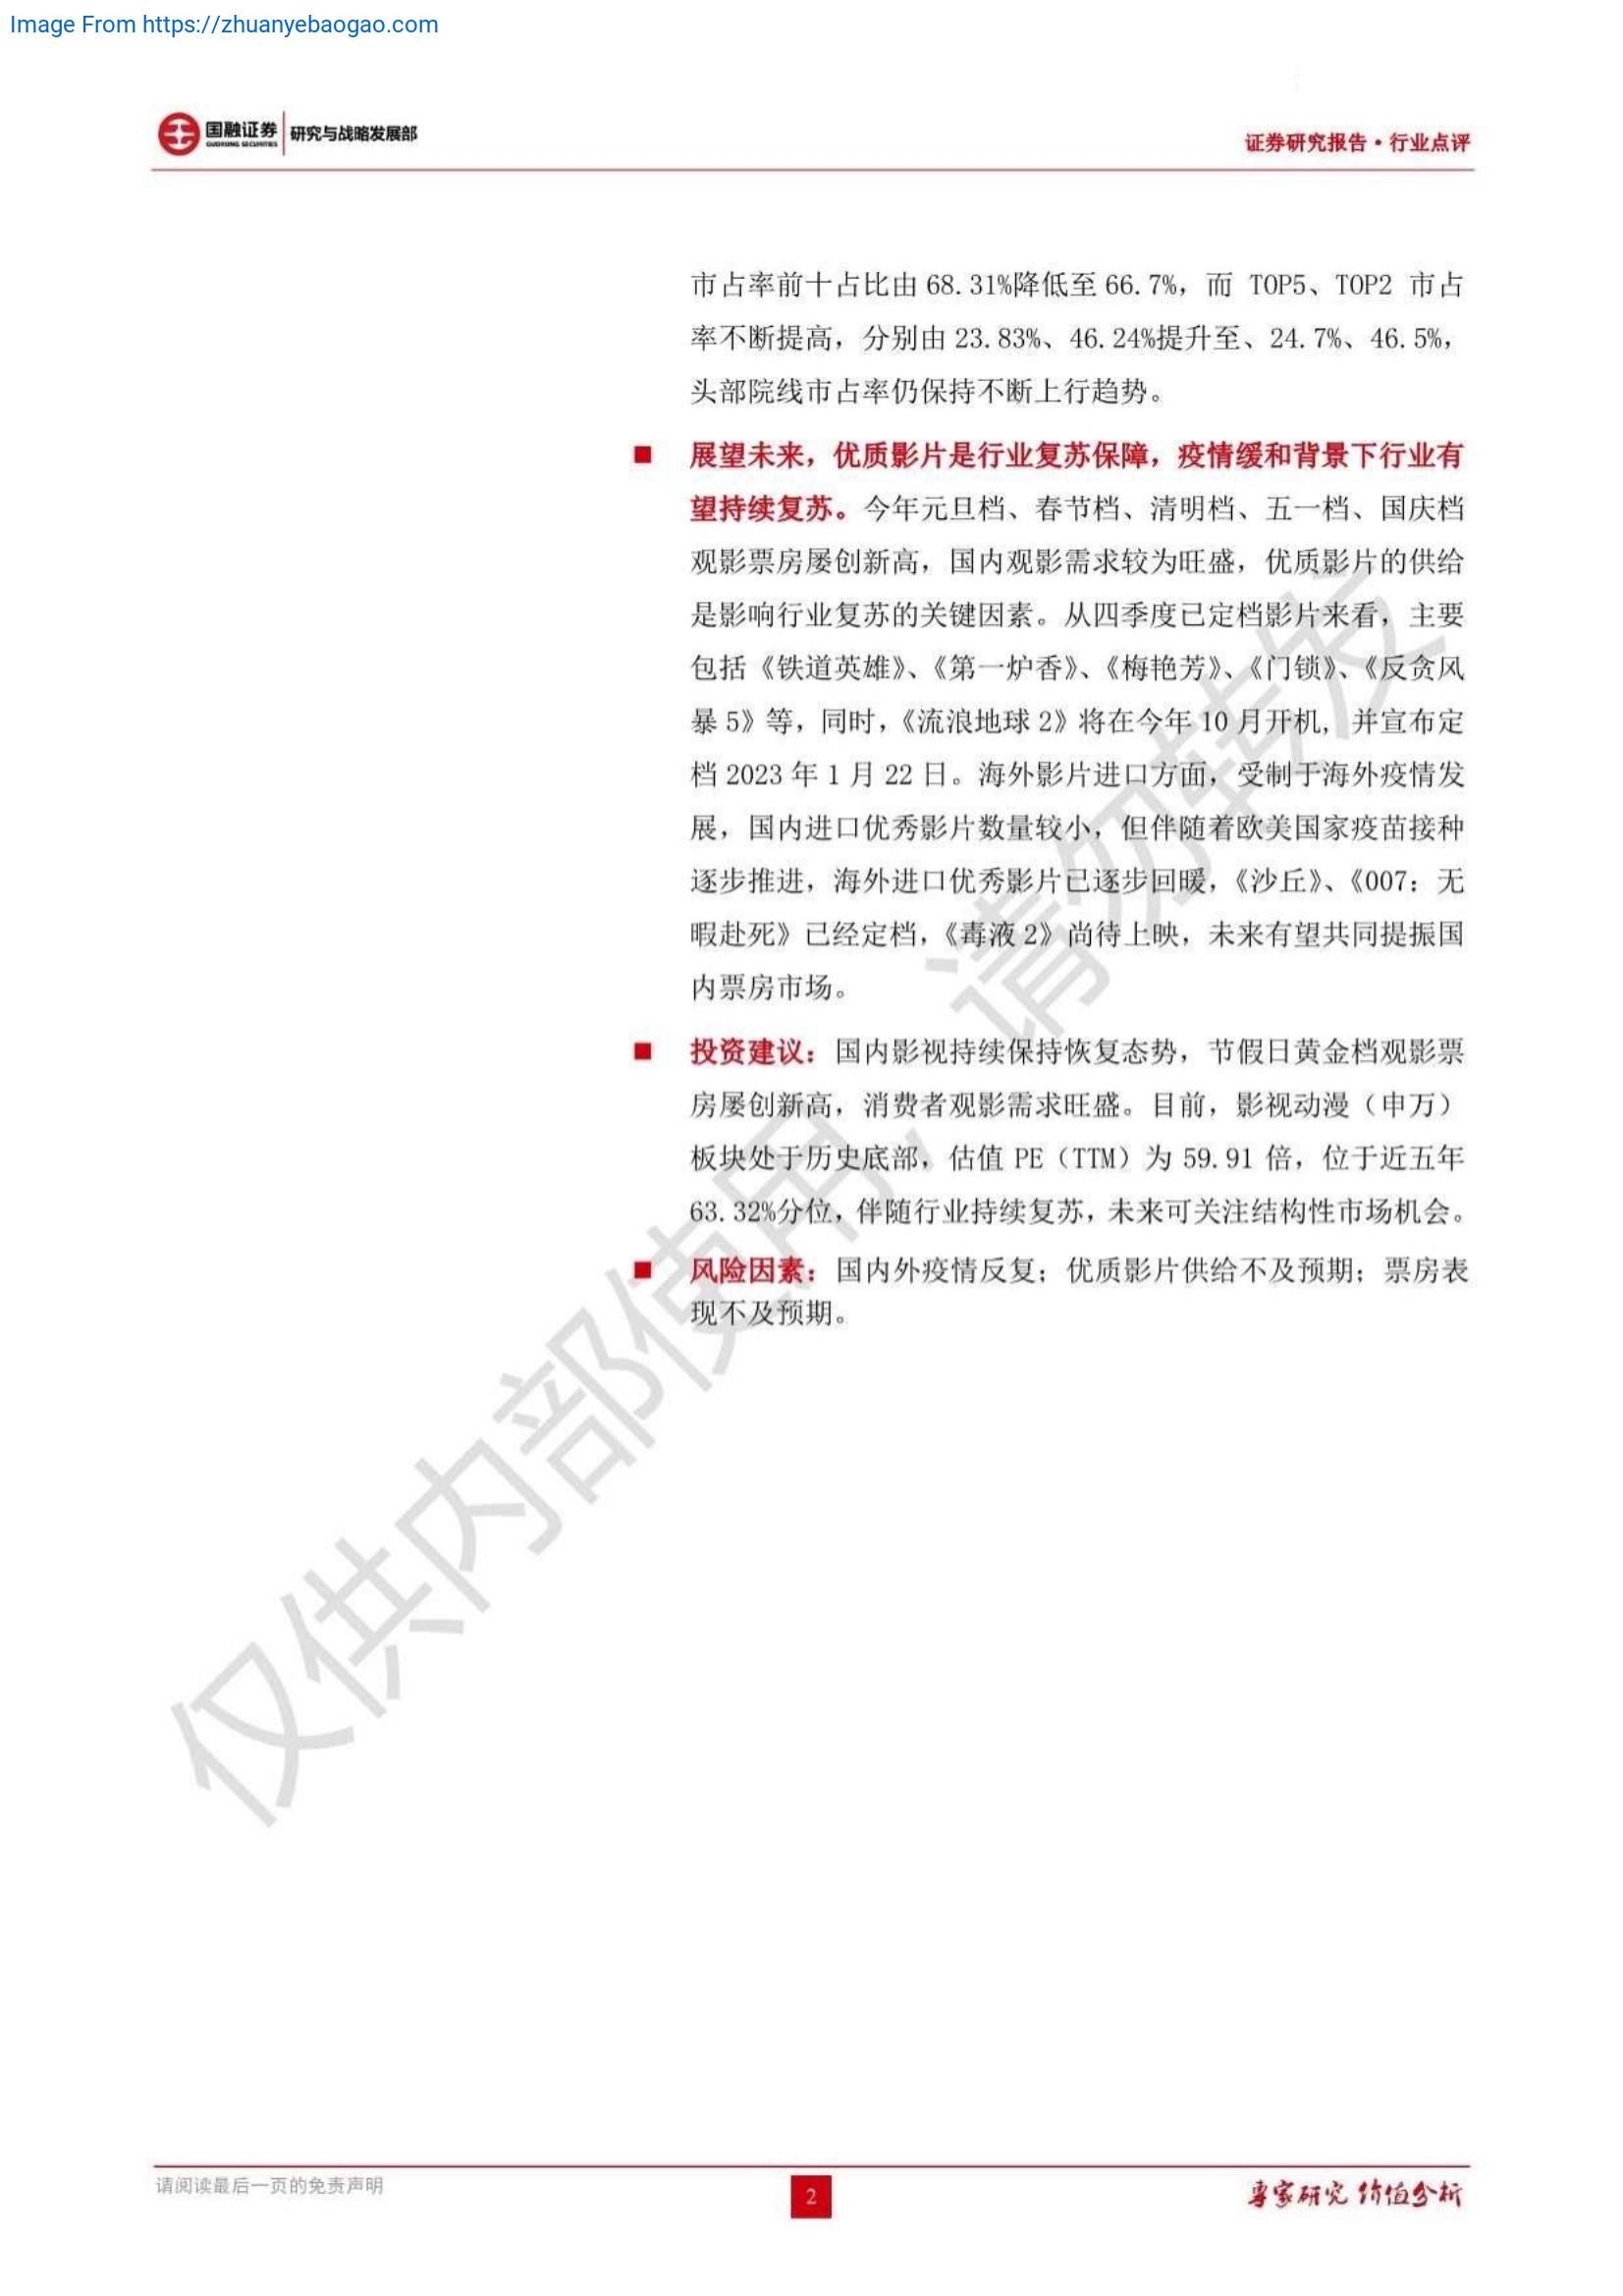 Image From https://zhuanyebaogao.com
国融证券
GUORONG SECURITIES
研究与战略发展部
证券研究报告·行业点评
市占率前十占比由 68.31%降低至 66.7%，而 TOP5、TOP2 市占
率不断提高，分别由 23.83%、46.24%提升至、24.7%、46.5%，
头部院线市占率仍保持不断上行趋势。
■ 展望未来，优质影片是行业复苏保障，疫情缓和背景下行业有
望持续复苏。今年元旦档、春节档、清明档、五一档、国庆档
观影票房屡创新高，国内观影需求较为旺盛，优质影片的供给
是影响行业复苏的关键因素。从四季度已定档影片来看，主要
包括《铁道英雄》、《第一炉香》、《梅艳芳》、《门锁》、《反贪风
暴 5》等，同时，《流浪地球 2》将在今年 10 月开机，并宣布定
档 2023 年 1 月 22 日。海外影片进口方面，受制于海外疫情发
展，国内进口优秀影片数量较小，但伴随着欧美国家疫苗接种
逐步推进，海外进口优秀影片已逐步回暖，《沙丘》、《007：无
暇赴死》已经定档，《毒液 2》尚待上映，未来有望共同提振国
内票房市场。
■ 投资建议：国内影视持续保持恢复态势，节假日黄金档观影票
房屡创新高，消费者观影需求旺盛。目前，影视动漫（申万）
板块处于历史底部，估值 PE（TTM）为 59.91 倍，位于近五年
63.32%分位，伴随行业持续复苏，未来可关注结构性市场机会。
■ 风险因素：国内外疫情反复；优质影片供给不及预期；票房表
现不及预期。
仅供内部使用，请勿转发
请阅读最后一页的免责声明
2
专家研究 价值分析